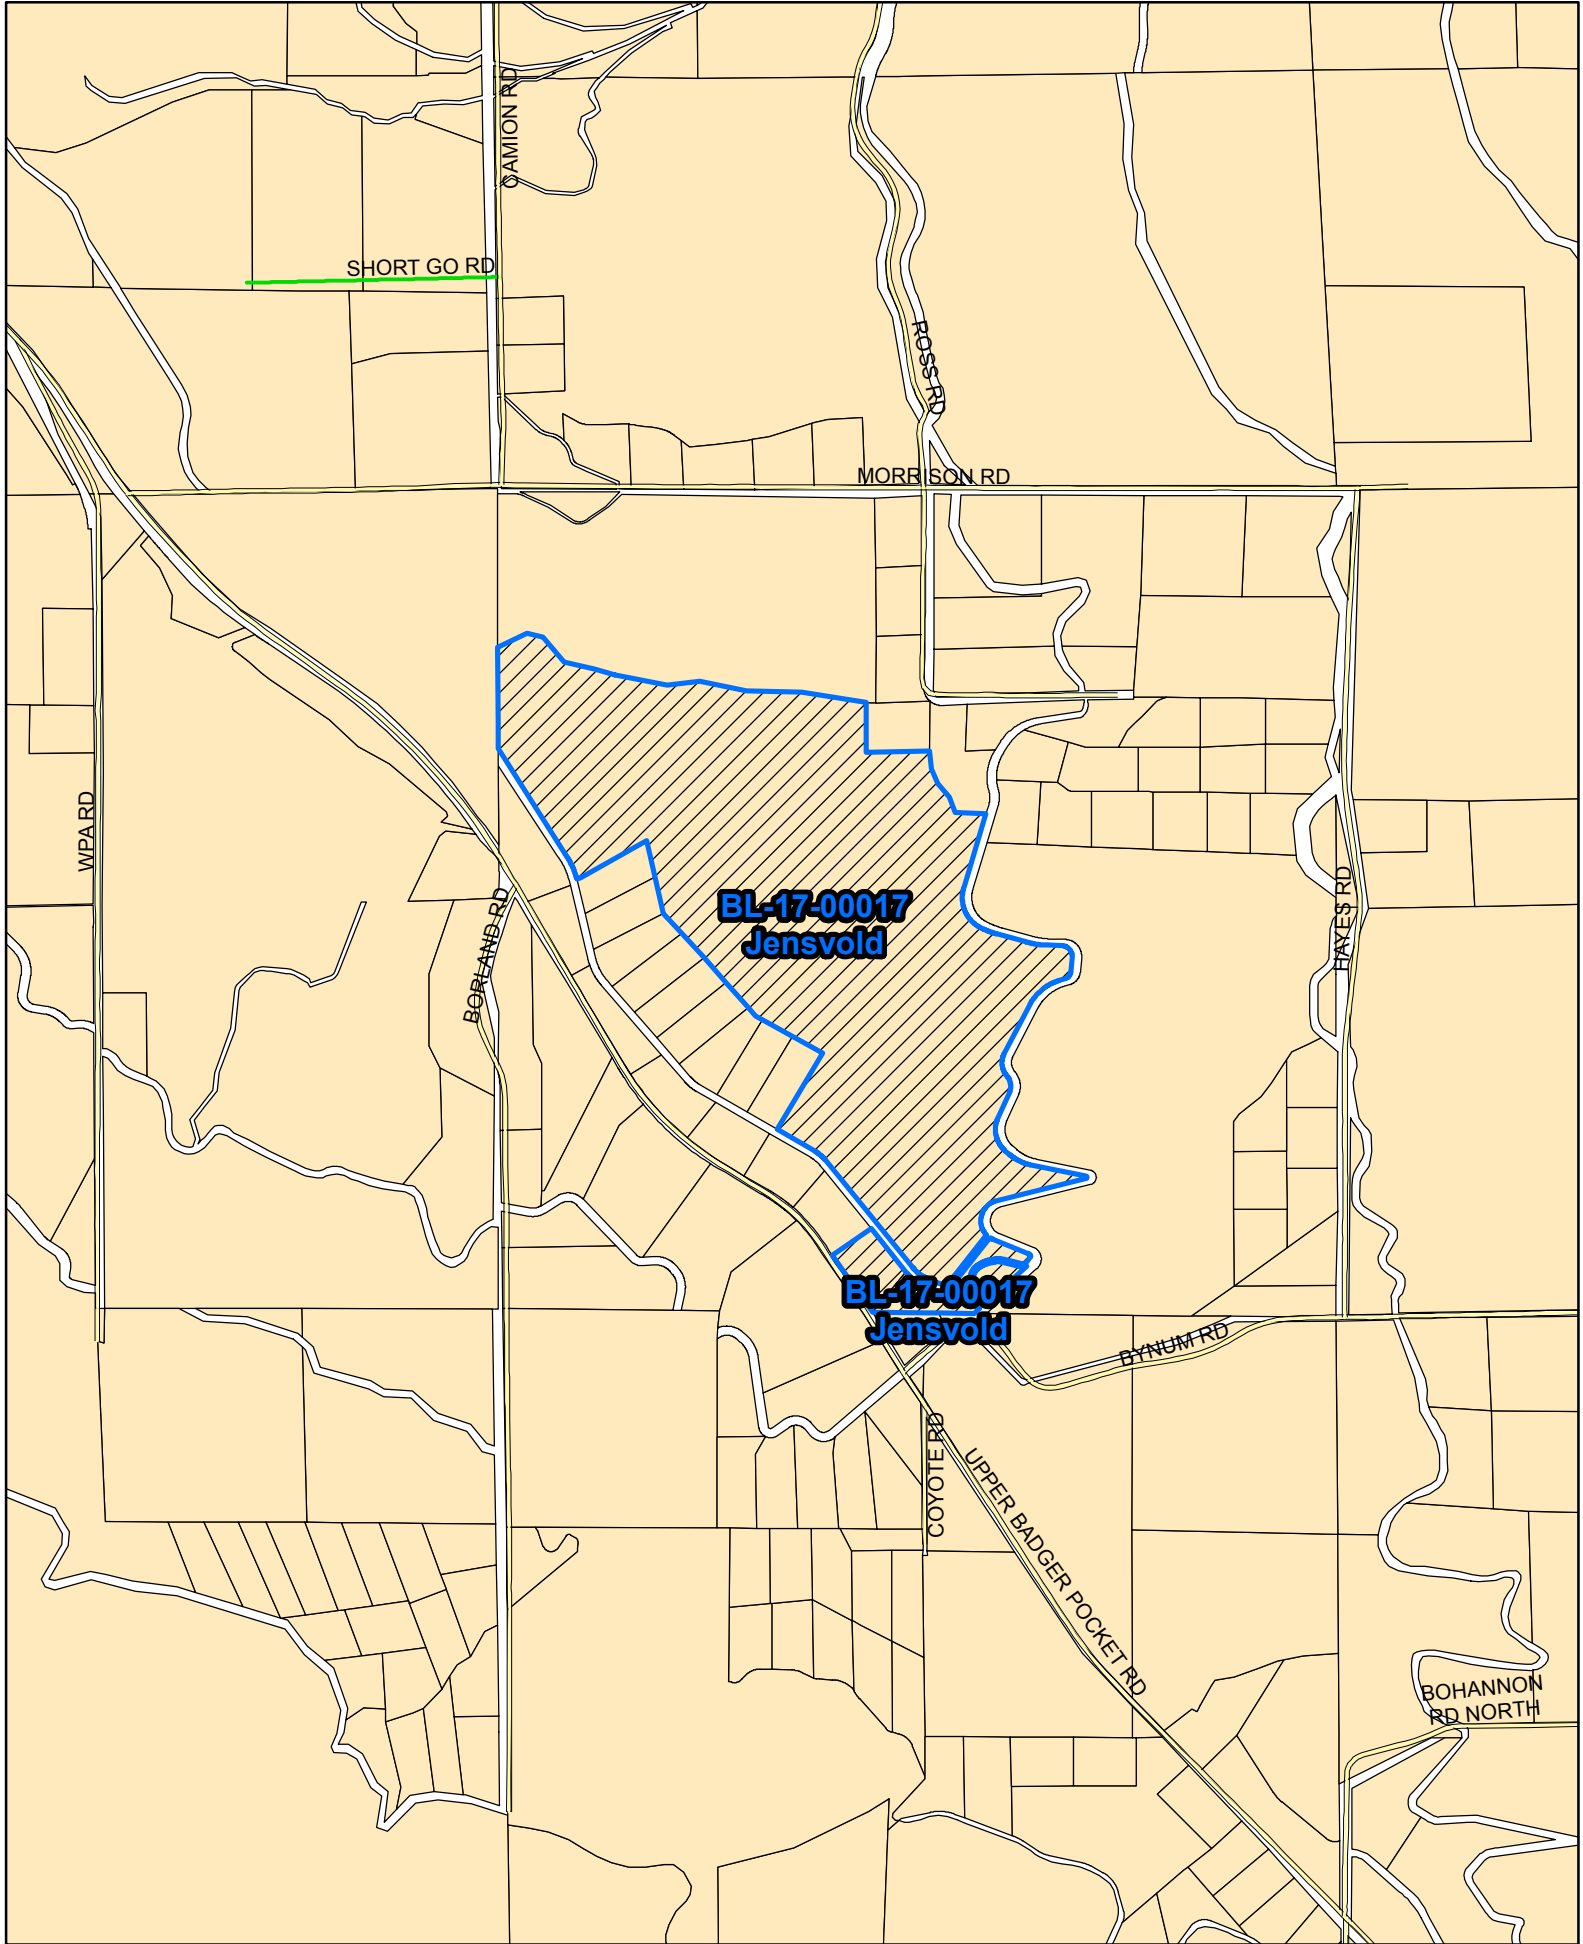 CAMION RD
SHORT GO RD
ROSS RD
MORRISON RD
WPA RD
BORLAND RD
BL-17-00017
Jensvold
HAYES RD
BL-17-00017
Jensvold
BYNUM RD
COYOTE RD
UPPER BADGER POCKET RD
BOHANNON
RD NORTH